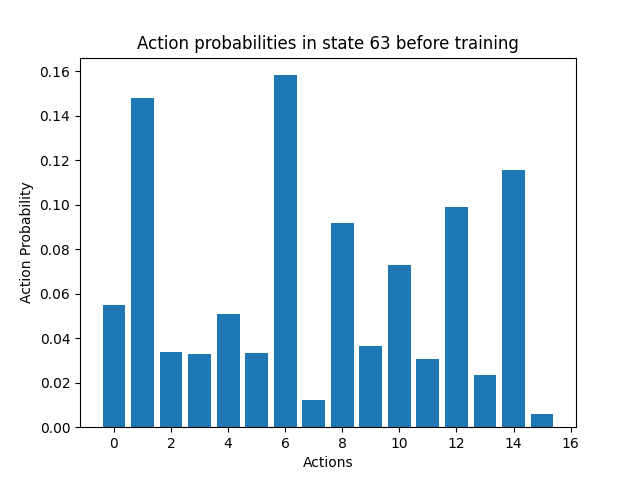 Action probabilities in state 63 before training
0.16
0.14
0.12
0.10
0.08
0.06
0.04
0.02
0.00
Action Probability
0 2 4 6 8 10 12 14 16
Actions